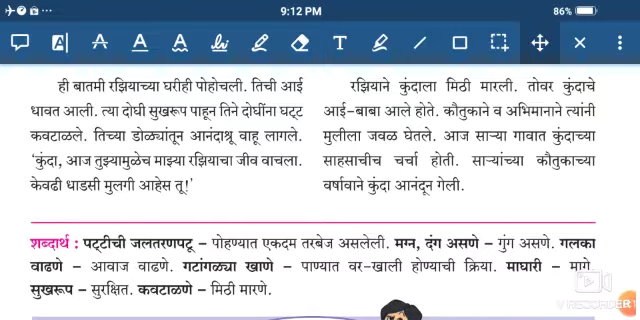 9:12 PM
86%
ही बातमी रझियाच्या घरीही पोहोचली. तिची आई
धावत आली. त्या दोघी सुखरूप पाहून तिने दोघींना घट्ट
कवटाळले. तिच्या डोळ्यांतून आनंदाश्रू वाहू लागले.
‘कुंदा, आज तुझ्यामुळेच माझ्या रझियाचा जीव वाचला.
केवढी धाडसी मुलगी आहेस तू!’
रझियाने कुंदाला मिठी मारली. तोवर कुंदाचे
आई-बाबा आले होते. कौतुकाने व अभिमानाने त्यांनी
मुलीला जवळ घेतले. आज साऱ्या गावात कुंदाच्या
साहसाचीच चर्चा होती. साऱ्यांच्या कौतुकाच्या
वर्षावाने कुंदा आनंदून गेली.
शब्दार्थ : पट्टीची जलतरणपटू – पोहण्यात एकदम तरबेज असलेली. मग्न, दंग असणे – गुंग असणे. गलका
वाढणे – आवाज वाढणे. गटांगळ्या खाणे – पाण्यात वर-खाली होण्याची क्रिया. माघारी – मागे.
सुखरूप – सुरक्षित. कवटाळणे – मिठी मारणे.